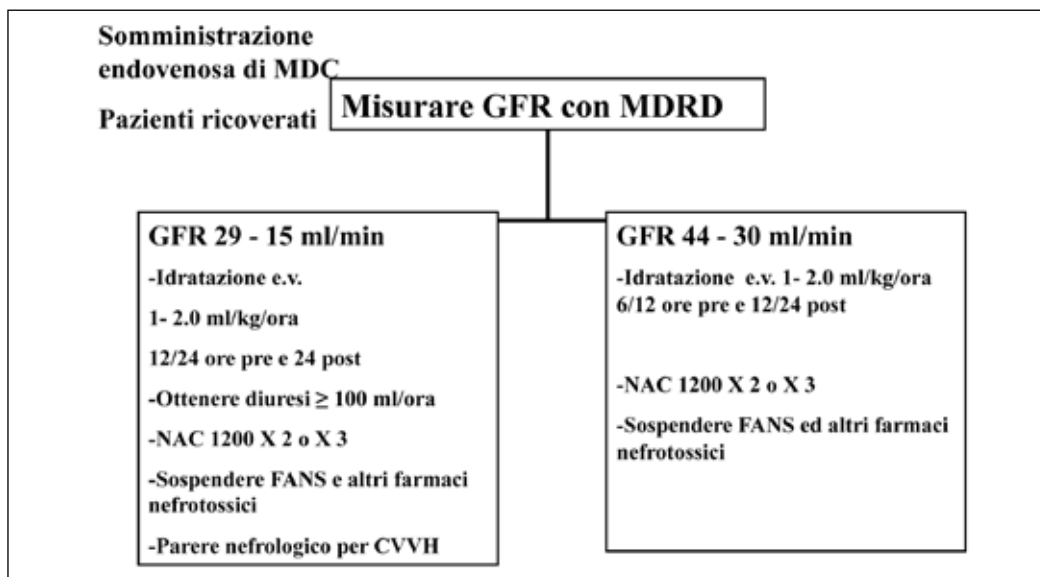 Somministrazione
endovenosa di MDC
Pazienti ricoverati
Misurare GFR con MDRD
GFR 29 - 15 ml/min
-Idratazione e.v.
1- 2.0 ml/kg/ora
12/24 ore pre e 24 post
-Ottenere diuresi ≥ 100 ml/ora
-NAC 1200 X 2 o X 3
-Sospendere FANS e altri farmaci
nefrotossici
-Parere nefrologico per CVVH
GFR 44 - 30 ml/min
-Idratazione e.v. 1- 2.0 ml/kg/ora
6/12 ore pre e 12/24 post
-NAC 1200 X 2 o X 3
-Sospendere FANS ed altri farmaci
nefrotossici